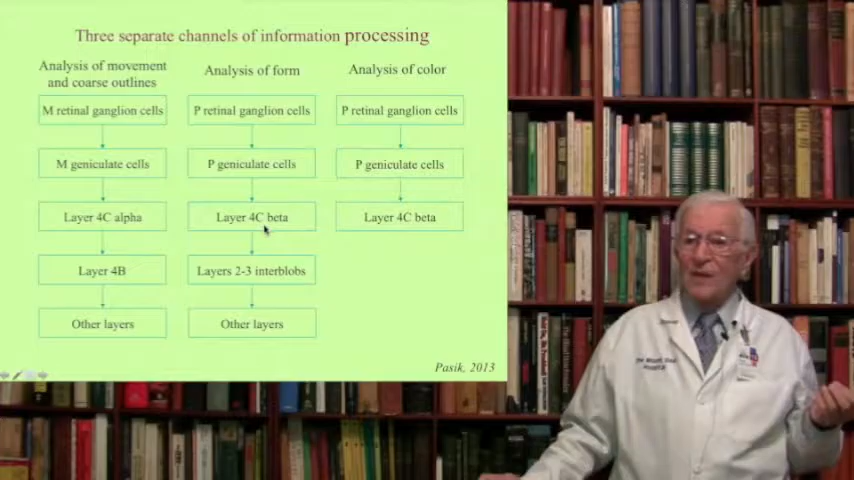 Three separate channels of information processing
Analysis of movement
and coarse outlines
M retinal ganglion cells
M geniculate cells
Layer 4C alpha
Layer 4B
Other layers
Analysis of form
P retinal ganglion cells
P geniculate cells
Layer 4C beta
Layers 2-3 interblobs
Other layers
Analysis of color
P retinal ganglion cells
P geniculate cells
Layer 4C beta
Pasik, 2013